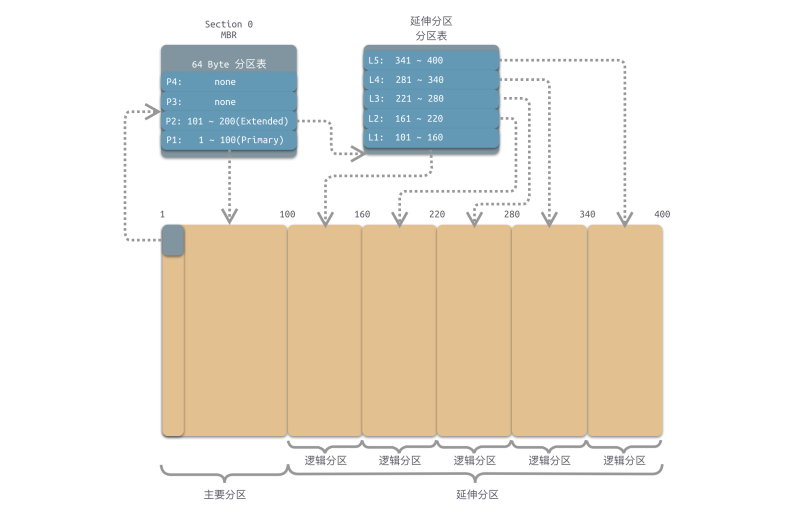 Section 0
MBR
64 Byte 分区表
P4: none
P3: none
P2: 101 ~ 200(Extended)
P1: 1 ~ 100(Primary)
延伸分区
分区表
L5: 341 ~ 400
L4: 281 ~ 340
L3: 221 ~ 280
L2: 161 ~ 220
L1: 101 ~ 160
1 100 160 220 280 340 400
逻辑分区 逻辑分区 逻辑分区 逻辑分区 逻辑分区
主要分区 延伸分区